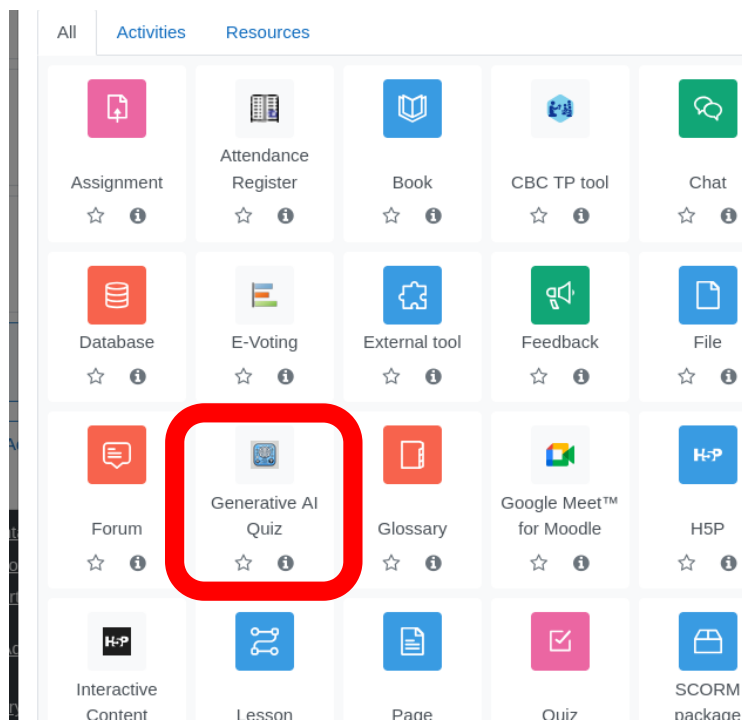 All Activities Resources
Attendance
Assignment Register Book CBC TP tool Chat
Database E-Voting External tool Feedback File
H-P
Generative AI Google Meet™
Forum Quiz Glossary for Moodle H5P
H-P
Interactive SCORM
Content Lesson Page Quiz package